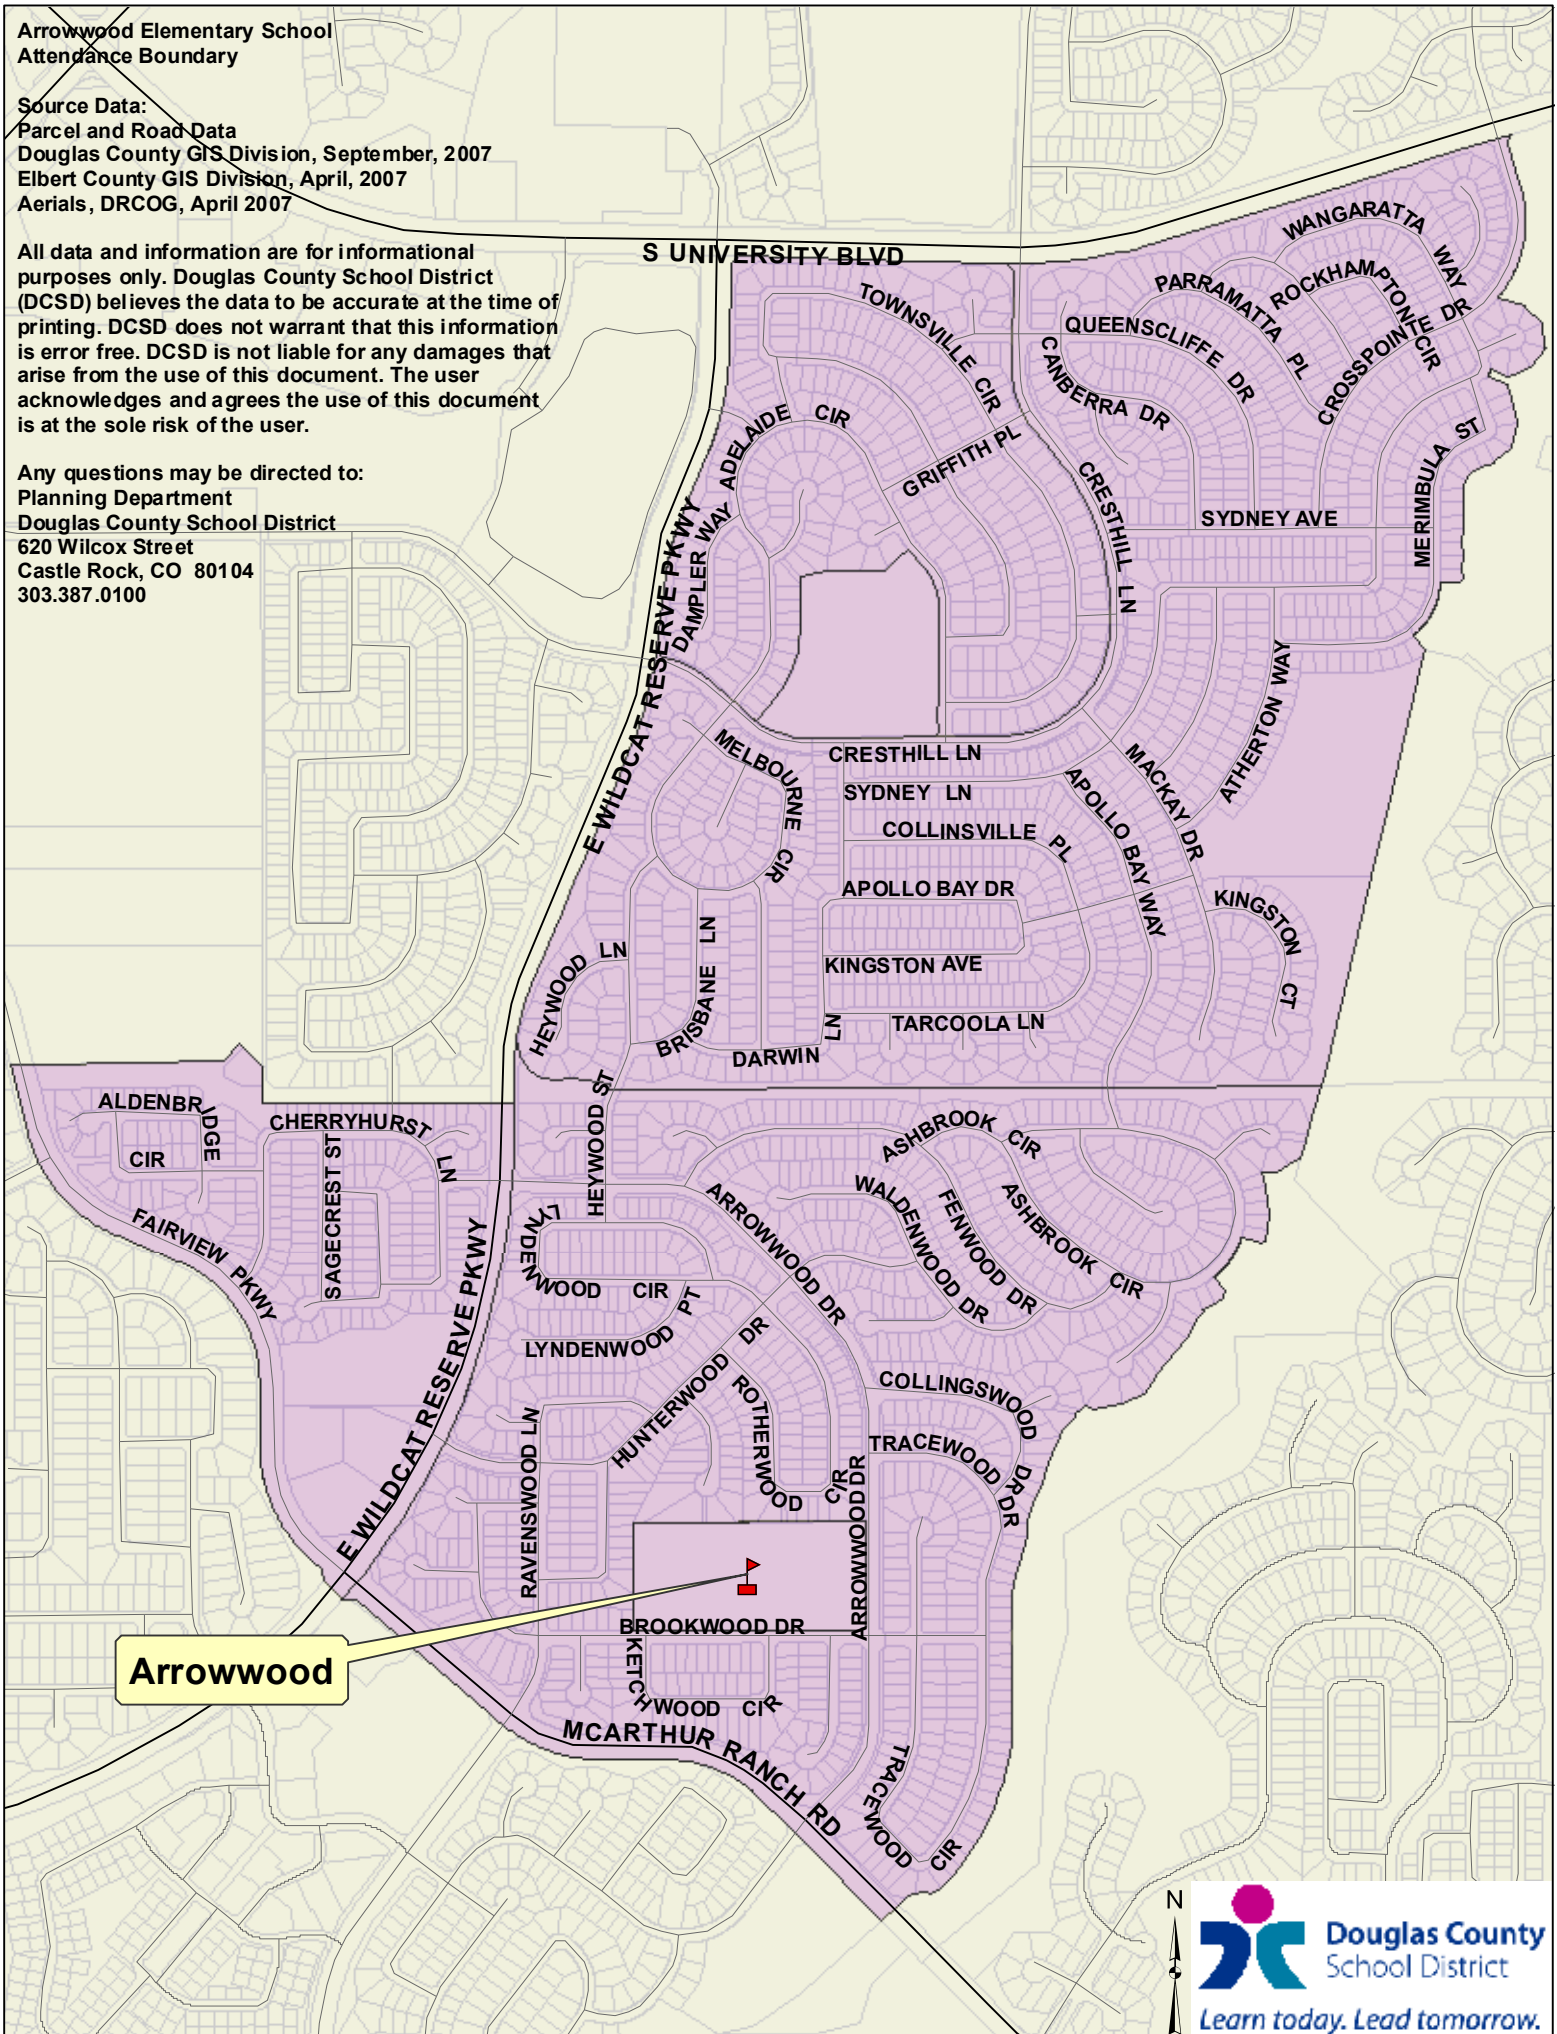 Arrowwood Elementary School
Attendance Boundary
Source Data:
Parcel and Road Data
Douglas County GIS Division, September, 2007
Elbert County GIS Division, April, 2007
Aerials, DRCOG, April 2007
All data and information are for informational
purposes only. Douglas County School District
(DCSD) believes the data to be accurate at the time of
printing. DCSD does not warrant that this information
is error free. DCSD is not liable for any damages that
arise from the use of this document. The user
acknowledges and agrees the use of this document
is at the sole risk of the user.
Any questions may be directed to:
Planning Department
Douglas County School District
620 Wilcox Street
Castle Rock, CO  80104
303.387.0100
S UNIVERSITY BLVD
WANGARATTA WAY
ROCKHAMPTON CIR
PARRAMATTA PL
CROSSPOINTE DR
QUEENSCLIFFE DR
TOWNSVILLE CIR
CANBERRA DR
ADELAIDE CIR
GRIFFITH PL
MERIMBULA ST
CRESTHILL LN
SYDNEY AVE
DAMPLER WAY
E WILDCAT RESERVE PKWY
ATHERTON WAY
MELBOURNE CIR
CRESTHILL LN
MACKAY DR
SYDNEY LN
APOLLO BAY WAY
COLLINSVILLE PL
APOLLO BAY DR
KINGSTON CT
BRISBANE LN
HEYWOOD LN
KINGSTON AVE
TARCOOLA LN
DARWIN LN
HEYWOOD ST
ALDENBRIDGE CIR
CHERRYHURST LN
SAGECREST ST
FAIRVIEW PKWY
ASHBROOK CIR
ARROWWOOD DR
WALDENWOOD DR
FENWOOD DR
ASHBROOK CIR
LYNDENWOOD CIR
LYNDENWOOD PT
E WILDCAT RESERVE PKWY
HUNTERWOOD DR
ROTHERWOOD CIR
COLLINGSWOOD DR
TRACEWOOD DR
RAVENSWOOD LN
ARROWWOOD DR
BROOKWOOD DR
Arrowwood
KETCHWOOD CIR
MCARTHUR RANCH RD
TRACEWOOD CIR
N
Douglas County
School District
Learn today. Lead tomorrow.